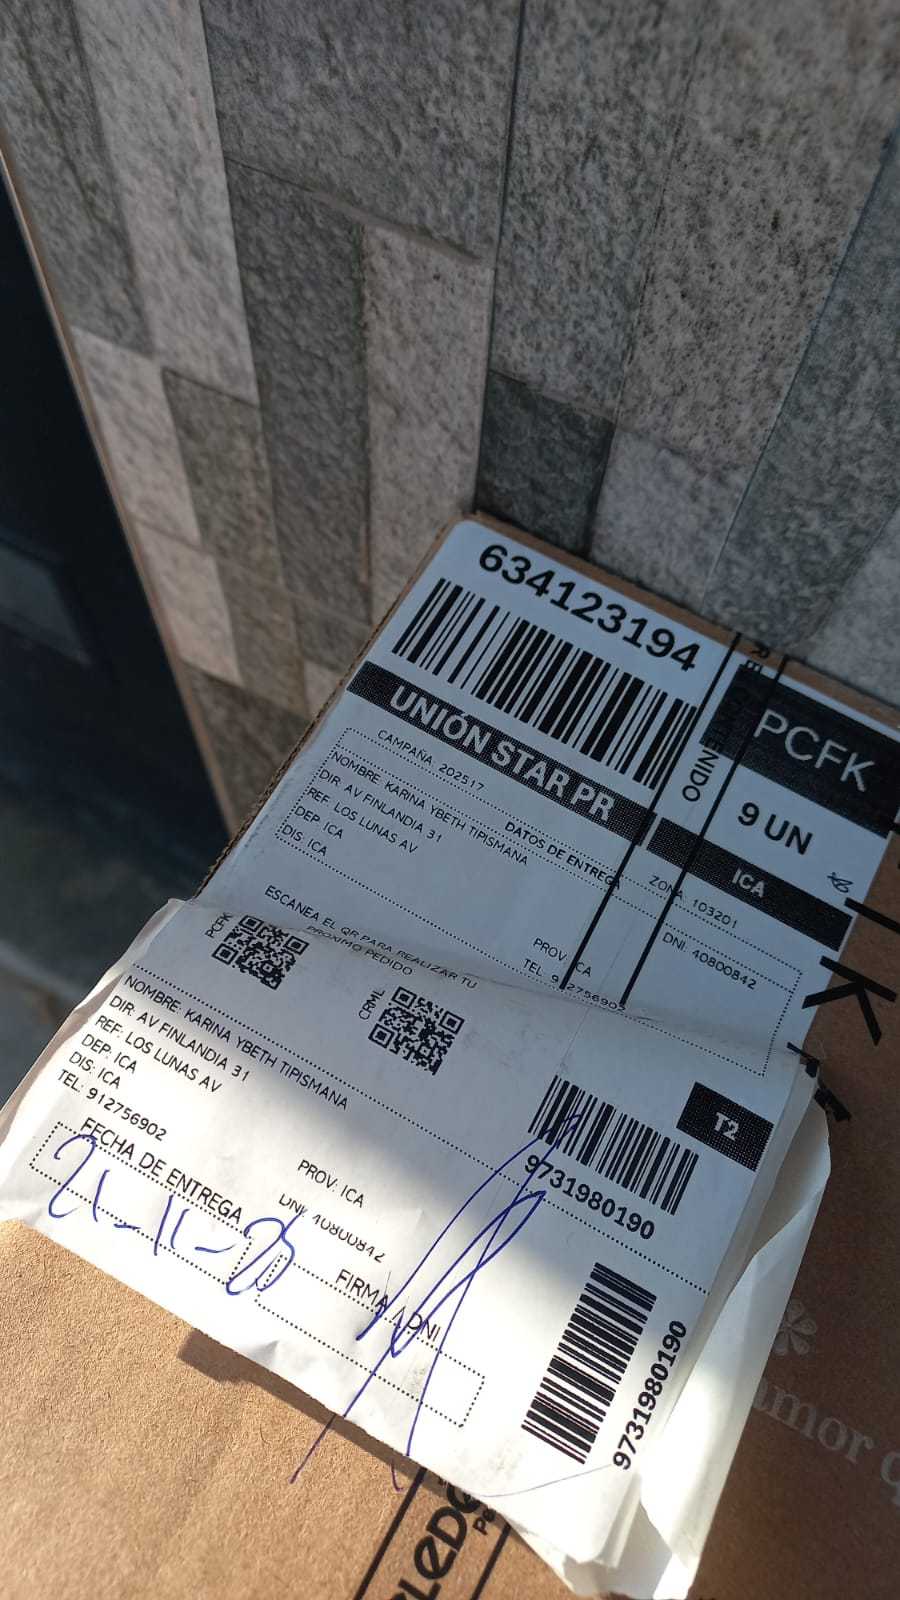 634123194
PCFK
UNIÓN STAR PR
9 UN
ICA
CAMPAÑA: 202517
DATOS DE ENTREGA
ZONA: 103201
NOMBRE: KARINA YBETH TIPISMANA
DNI: 40800842
DIR: AV FINLANDIA 31
REF: LOS LUNAS AV
DEP: ICA
PROV: ICA
DIS: ICA
PCFK
ESCANEA EL QR PARA REALIZAR TU
PRÓXIMO PEDIDO
CRML
T2
NOMBRE: KARINA YBETH TIPISMANA
DIR: AV FINLANDIA 31
REF: LOS LUNAS AV
DEP: ICA
PROV: ICA
DIS: ICA
DNI: 40800842
TEL: 912756902
9731980190
FECHA DE ENTREGA
21-11-25
FIRMA / DNI
9731980190
amor